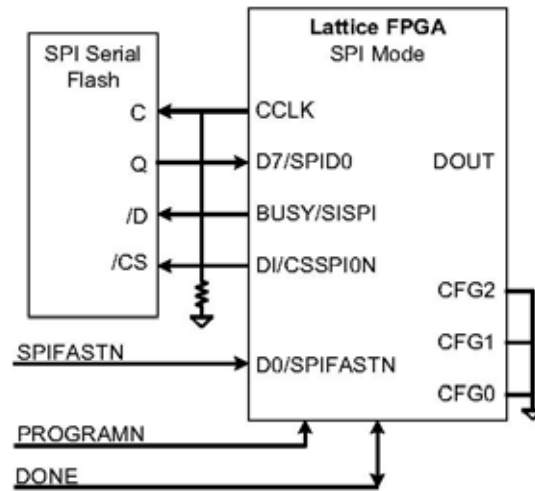 SPI Serial
Flash
C
Q
/D
/CS
Lattice FPGA
SPI Mode
CCLK
D7/SPID0
DOUT
BUSY/SISPI
DI/CSSPI0N
CFG2
CFG1
D0/SPIFASTN
CFG0
SPIFASTN
PROGRAMN
DONE